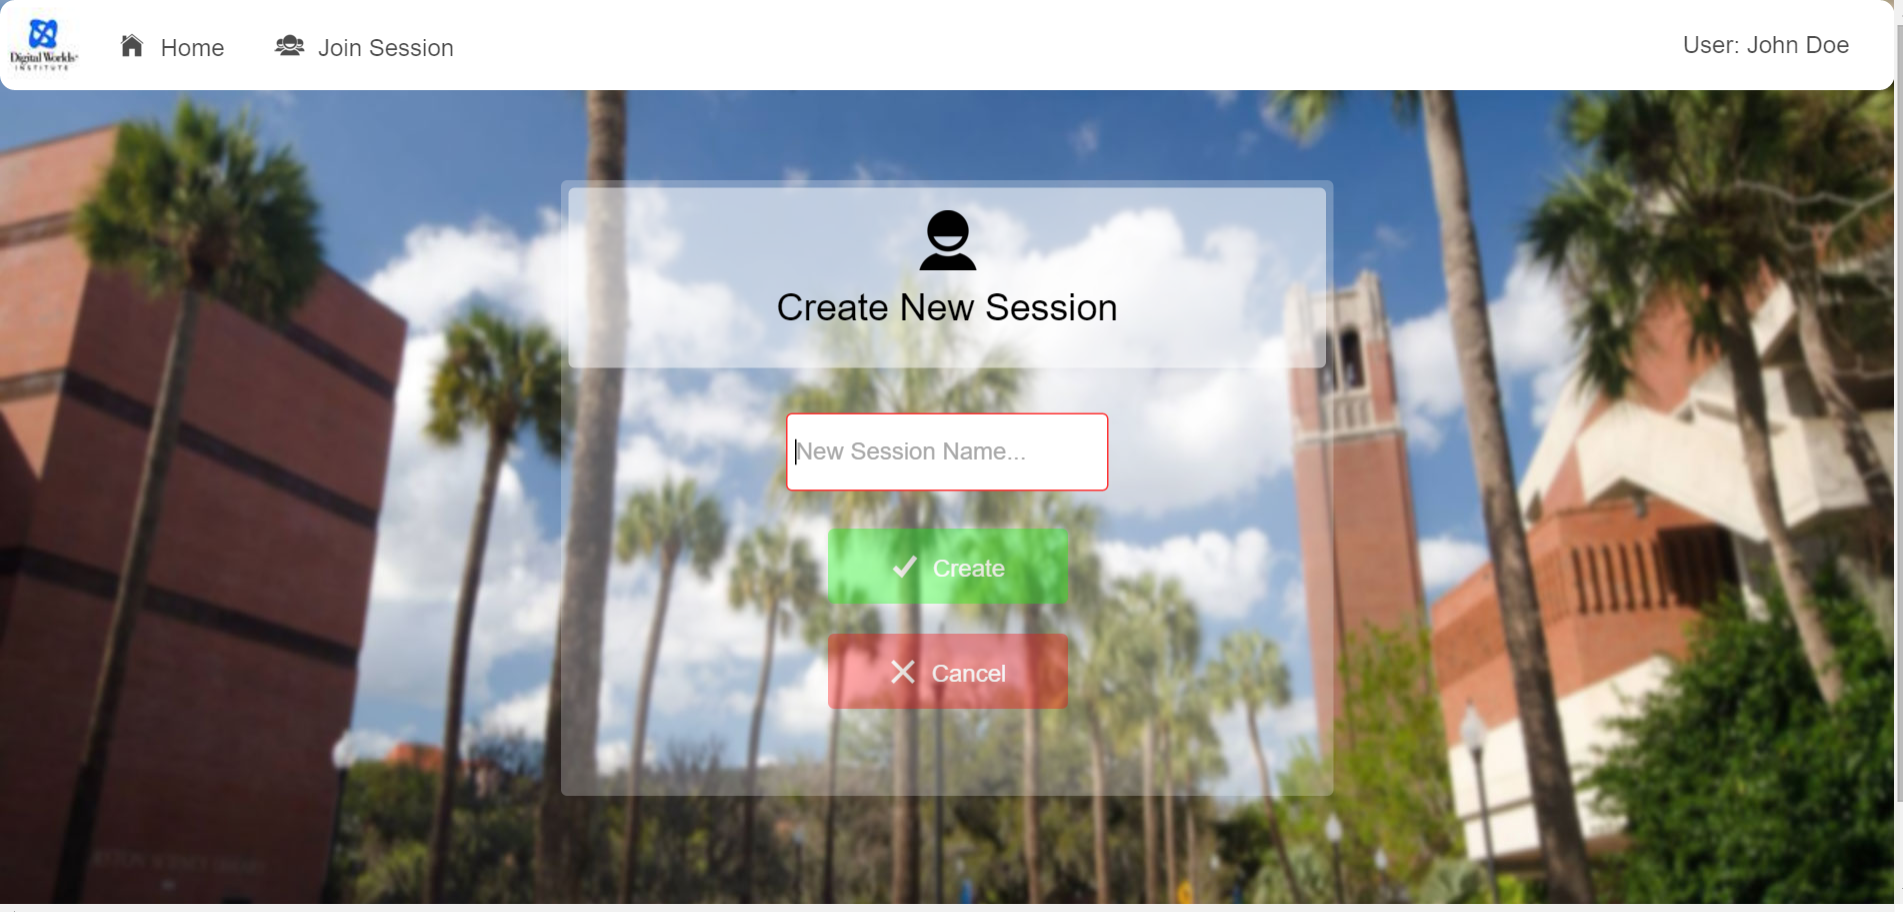 Digital Worlds
INSTITUTE
Home
Join Session
User: John Doe
Create New Session
New Session Name...
Create
Cancel